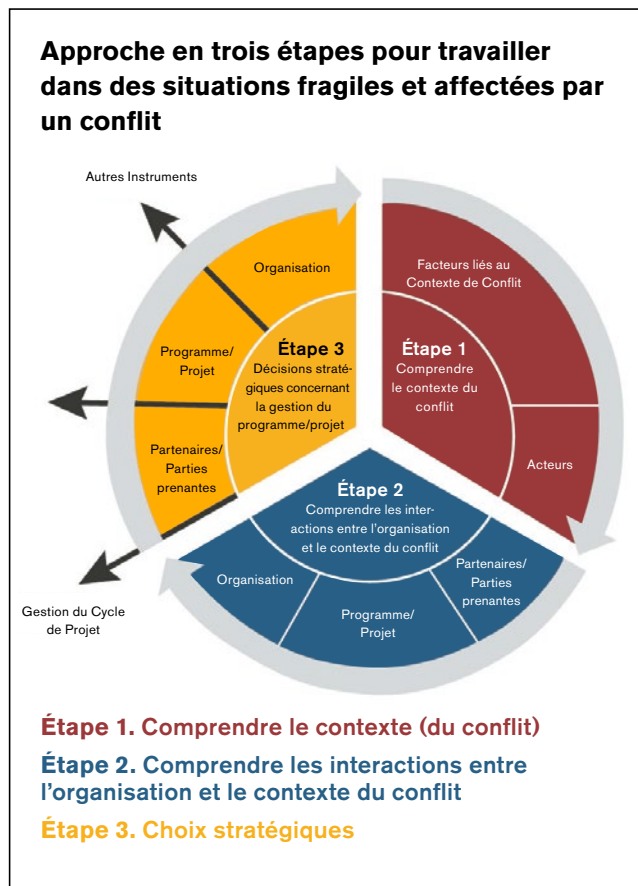 Approche en trois étapes pour travailler
dans des situations fragiles et affectées par
un conflit
Autres Instruments
Organisation
Programme/
Projet
Partenaires/
Parties
prenantes
Étape 3
Décisions straté-
giques concernant
la gestion du
programme/projet
Facteurs liés au
Contexte de Conflit
Étape 1
Comprendre
le contexte du
conflit
Acteurs
Étape 2
Comprendre les inter-
actions entre l'organisation
et le contexte du conflit
Organisation
Programme/
Projet
Partenaires/
Parties
prenantes
Gestion du Cycle
de Projet
Étape 1. Comprendre le contexte (du conflit)
Étape 2. Comprendre les interactions entre
l'organisation et le contexte du conflit
Étape 3. Choix stratégiques